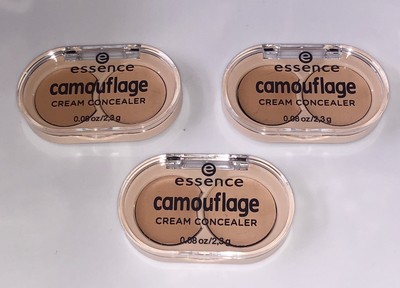 essence
camouflage
CREAM CONCEALER
0.08 oz/2,3 g
essence
camouflage
CREAM CONCEALER
0.08 oz/2,3 g
essence
camouflage
CREAM CONCEALER
0.08 oz/2,3 g